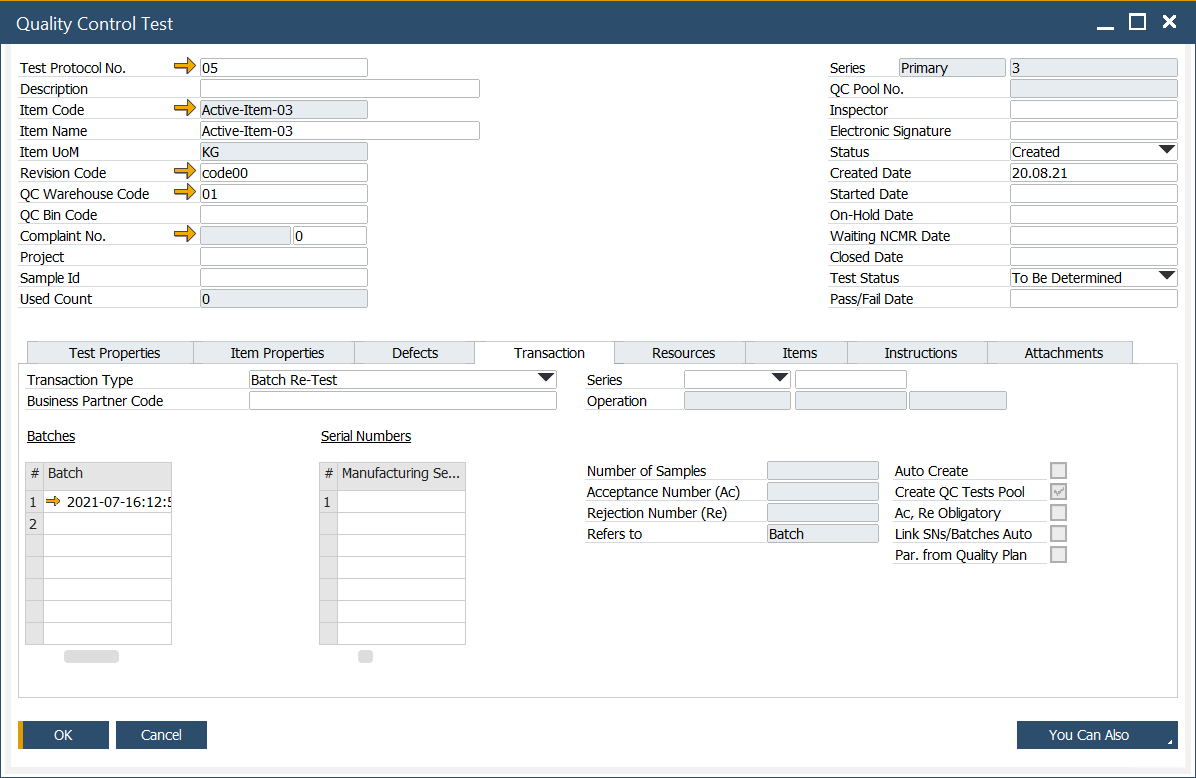 Quality Control Test
Test Protocol No. 05
Description
Item Code Active-Item-03
Item Name Active-Item-03
Item UoM KG
Revision Code code00
QC Warehouse Code 01
QC Bin Code
Complaint No. 0
Project
Sample Id
Used Count 0
Series Primary 3
QC Pool No.
Inspector
Electronic Signature
Status Created
Created Date 20.08.21
Started Date
On-Hold Date
Waiting NCMR Date
Closed Date
Test Status To Be Determined
Pass/Fail Date
Test Properties Item Properties Defects Transaction Resources Items Instructions Attachments
Transaction Type Batch Re-Test
Business Partner Code
Series
Operation
Batches
# Batch
1 2021-07-16:12:5
2
Serial Numbers
# Manufacturing Se...
1
Number of Samples
Acceptance Number (Ac)
Rejection Number (Re)
Refers to Batch
Auto Create
Create QC Tests Pool
Ac, Re Obligatory
Link SNs/Batches Auto
Par. from Quality Plan
OK Cancel You Can Also